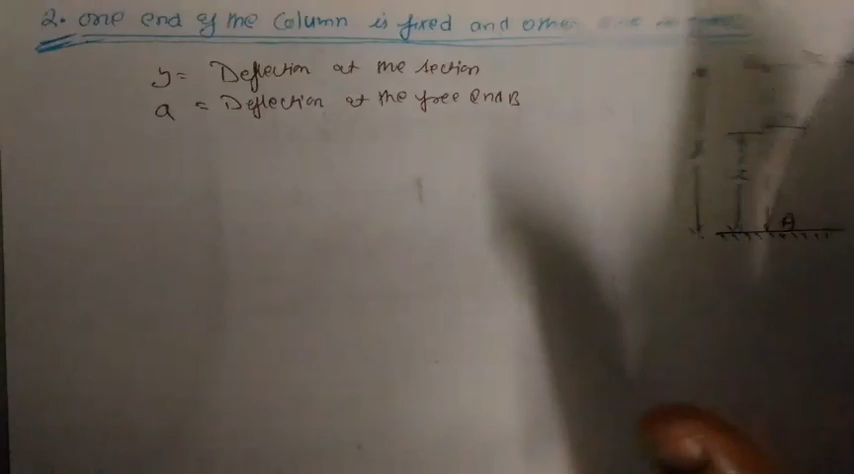 2. one end of the column is fixed and other
y = Deflection at the section
a = Deflection at the free end B
A